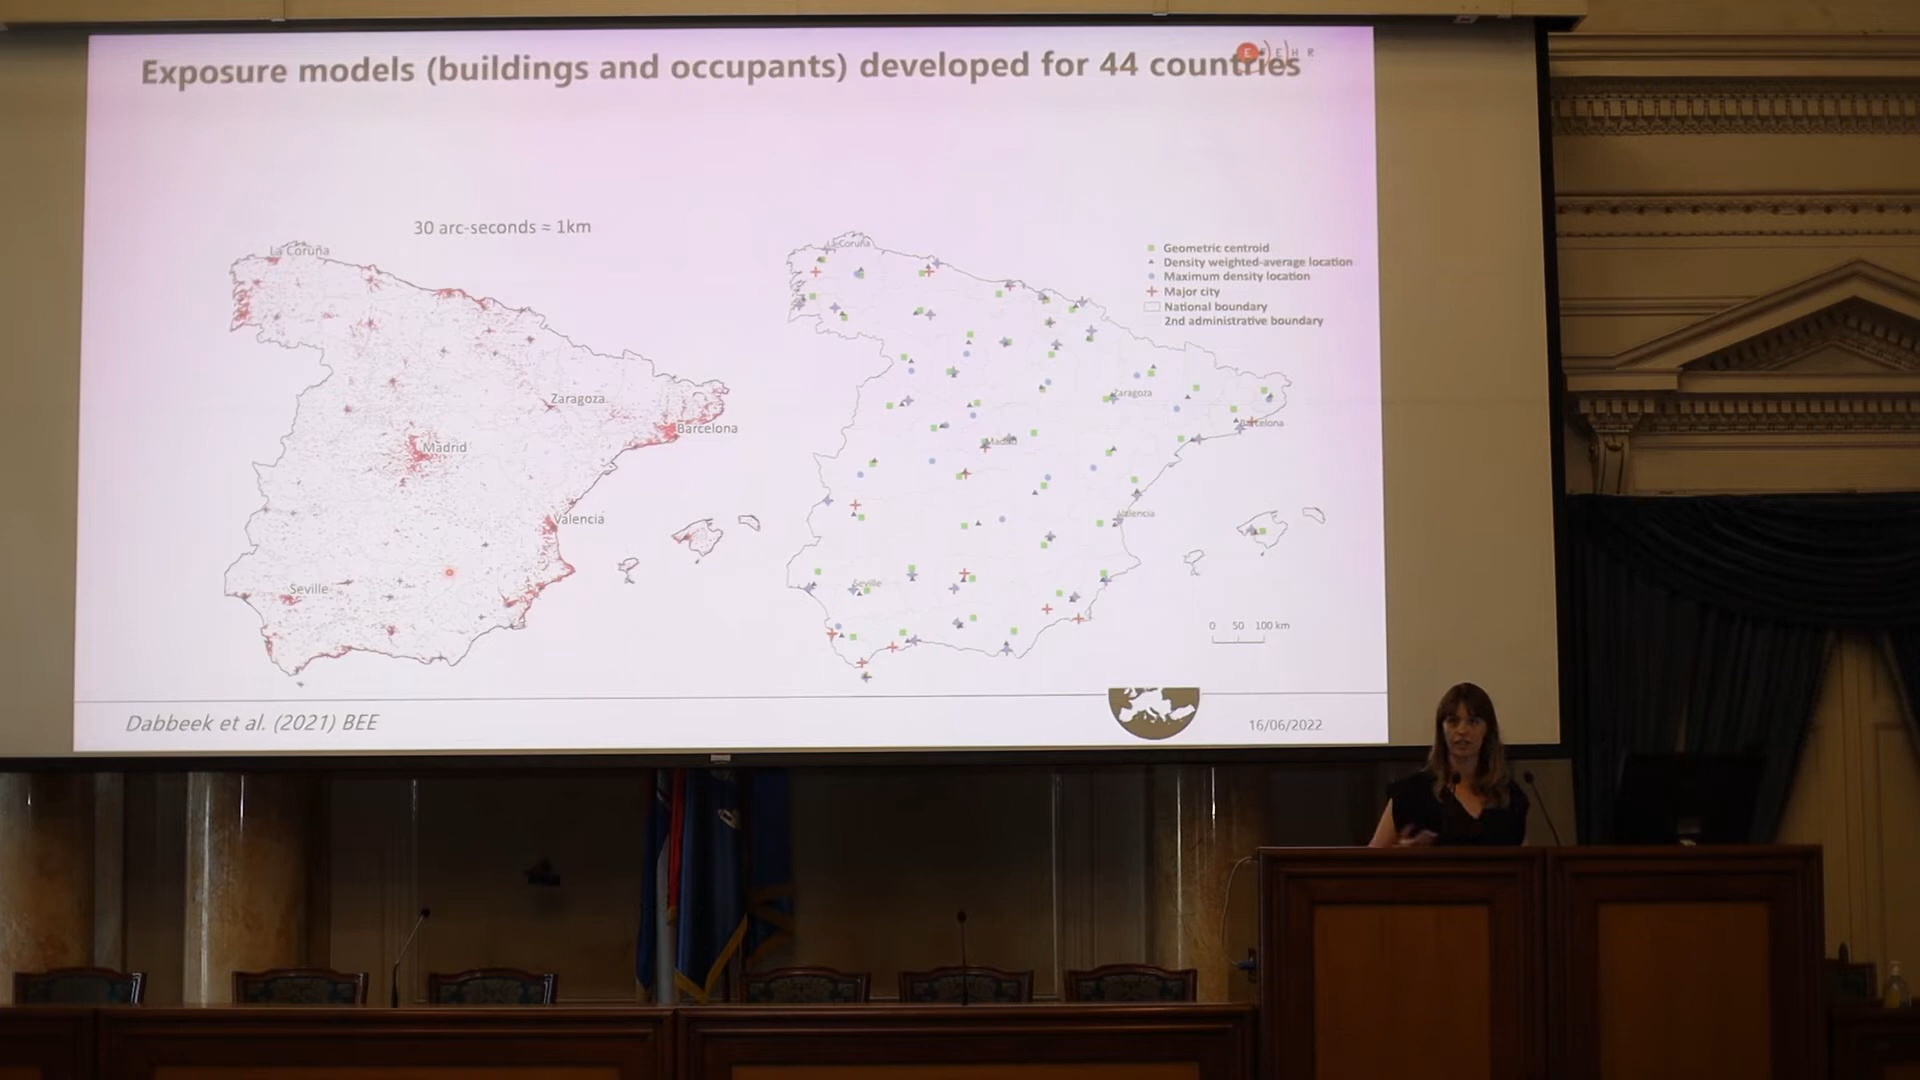 Exposure models (buildings and occupants) developed for 44 countries
E F E H R
30 arc-seconds ≈ 1km
La Coruña
Zaragoza
Barcelona
Madrid
Valencia
Seville
La Coruña
Zaragoza
Barcelona
Madrid
Valencia
Seville
Geometric centroid
Density weighted-average location
Maximum density location
Major city
National boundary
2nd administrative boundary
0 50 100 km
Dabbeek et al. (2021) BEE
16/06/2022